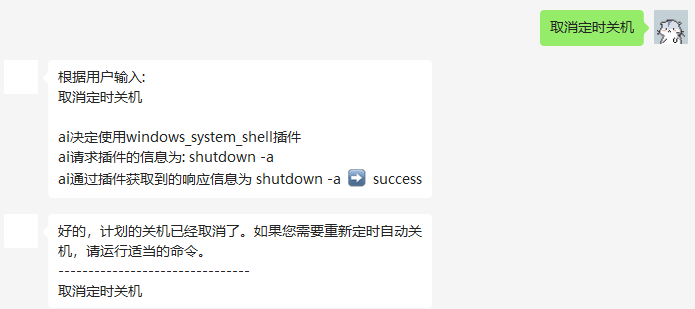 取消定时关机
根据用户输入:
取消定时关机
ai决定使用windows_system_shell插件
ai请求插件的信息为: shutdown -a
ai通过插件获取到的响应信息为 shutdown -a ➡️ success
好的，计划的关机已经取消了。如果您需要重新定时自动关
机，请运行适当的命令。
--------------------------------
取消定时关机